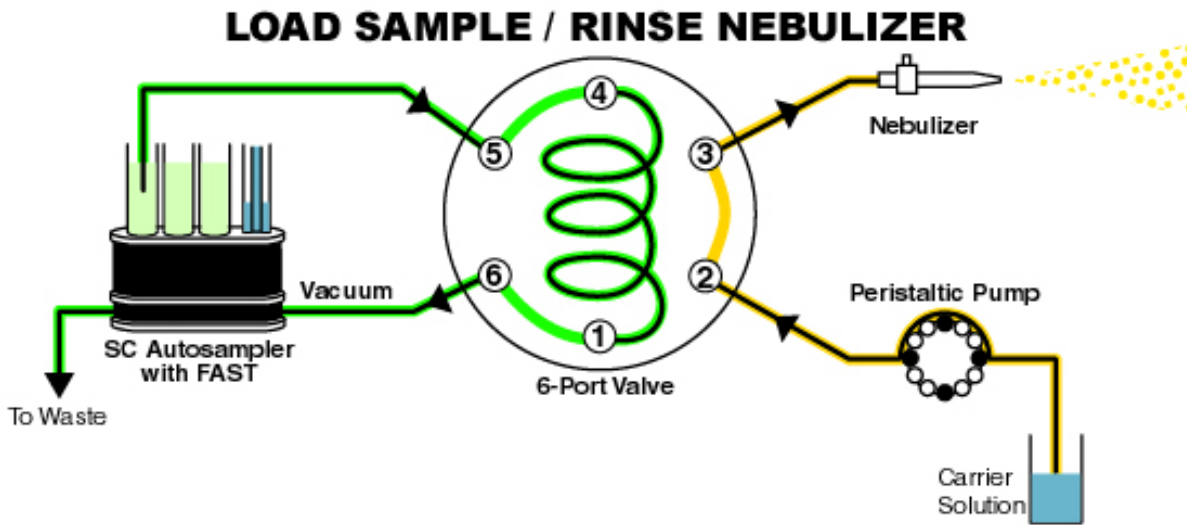 LOAD SAMPLE / RINSE NEBULIZER
4
5
3
Nebulizer
6
2
Vacuum
Peristaltic Pump
1
SC Autosampler
with FAST
6-Port Valve
To Waste
Carrier
Solution